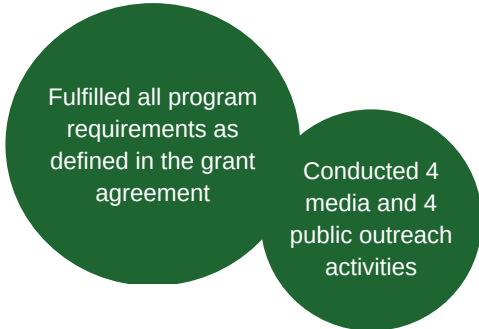 Fulfilled all program
requirements as
defined in the grant
agreement
Conducted 4
media and 4
public outreach
activities